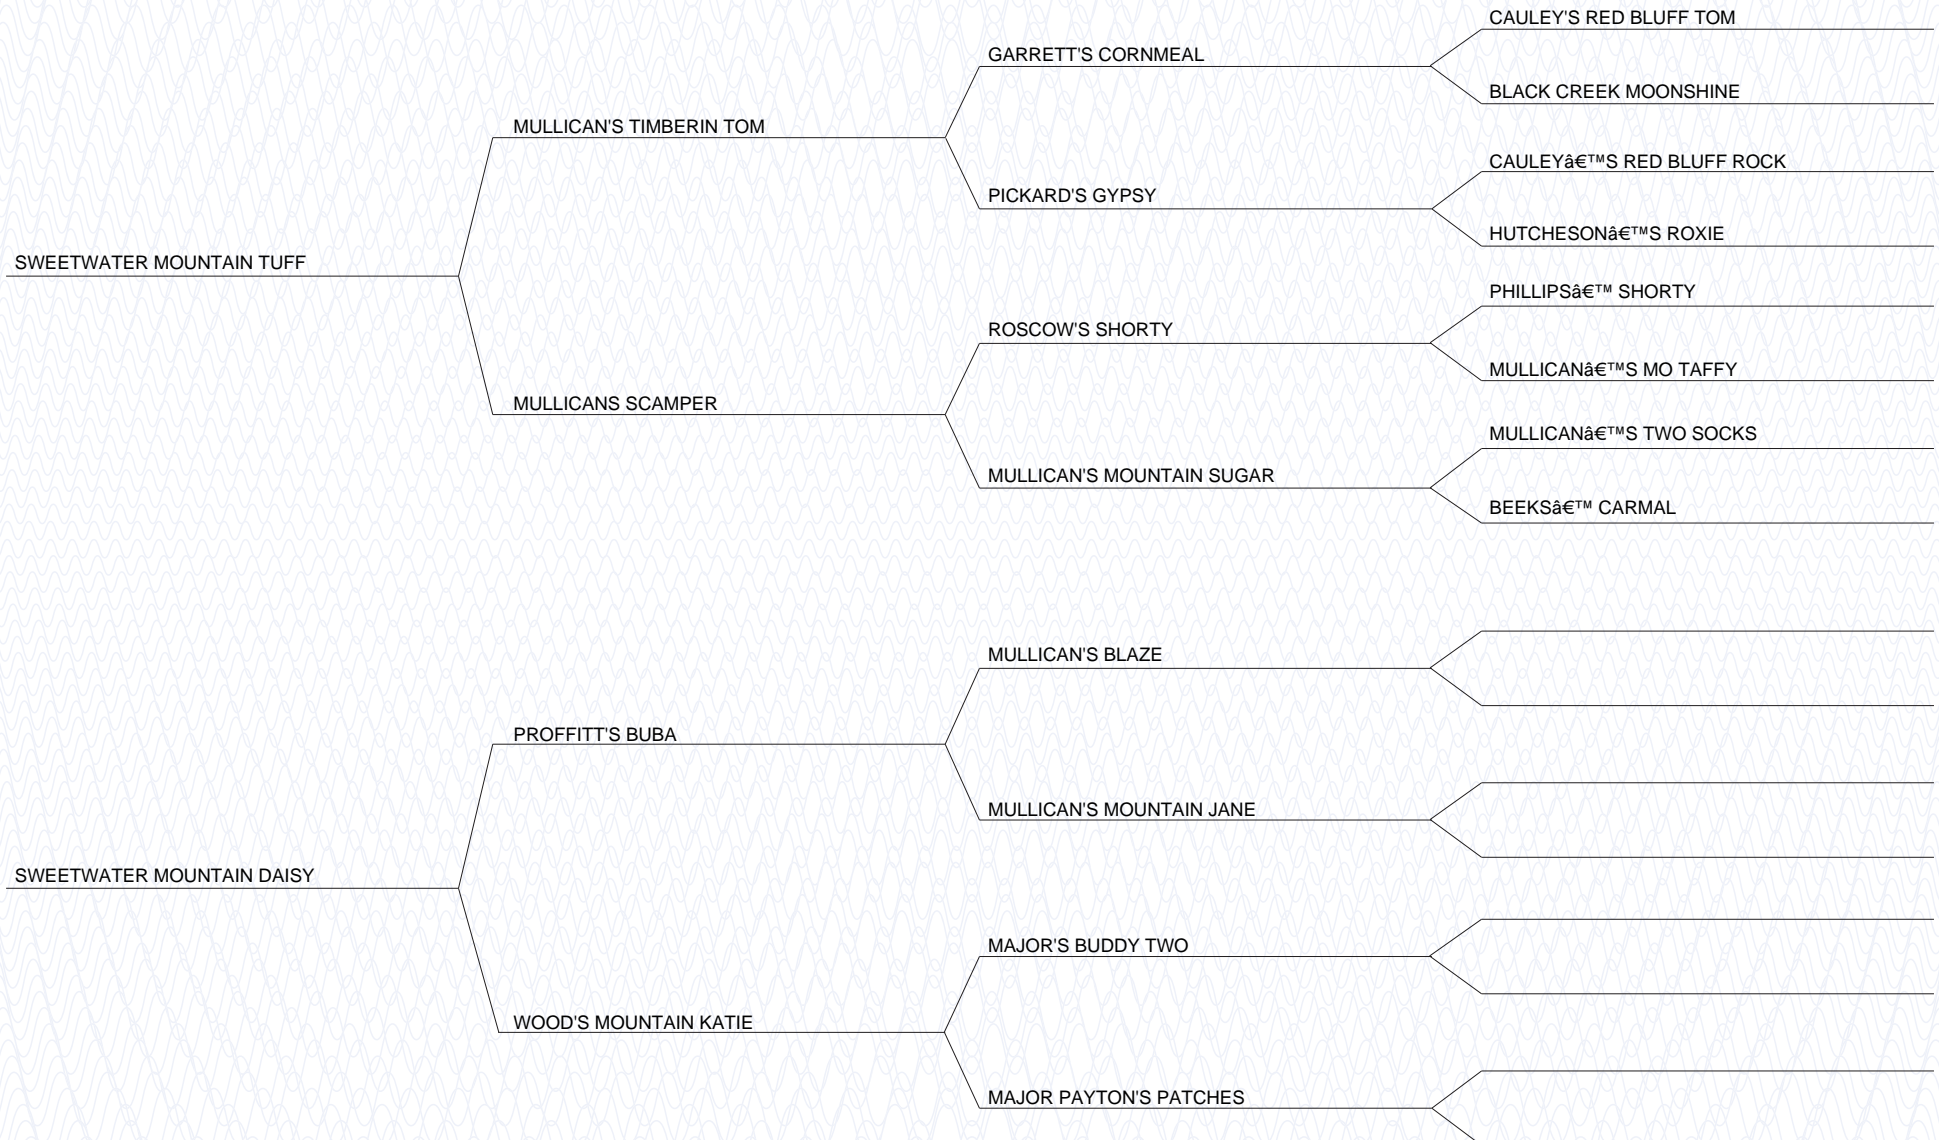 CAULEY'S RED BLUFF TOM
GARRETT'S CORNMEAL
BLACK CREEK MOONSHINE
MULLICAN'S TIMBERIN TOM
CAULEYâ€™S RED BLUFF ROCK
PICKARD'S GYPSY
HUTCHESONâ€™S ROXIE
SWEETWATER MOUNTAIN TUFF
PHILLIPSâ€™ SHORTY
ROSCOW'S SHORTY
MULLICANâ€™S MO TAFFY
MULLICANS SCAMPER
MULLICANâ€™S TWO SOCKS
MULLICAN'S MOUNTAIN SUGAR
BEEKSâ€™ CARMAL
MULLICAN'S BLAZE
PROFFITT'S BUBA
MULLICAN'S MOUNTAIN JANE
SWEETWATER MOUNTAIN DAISY
MAJOR'S BUDDY TWO
WOOD'S MOUNTAIN KATIE
MAJOR PAYTON'S PATCHES